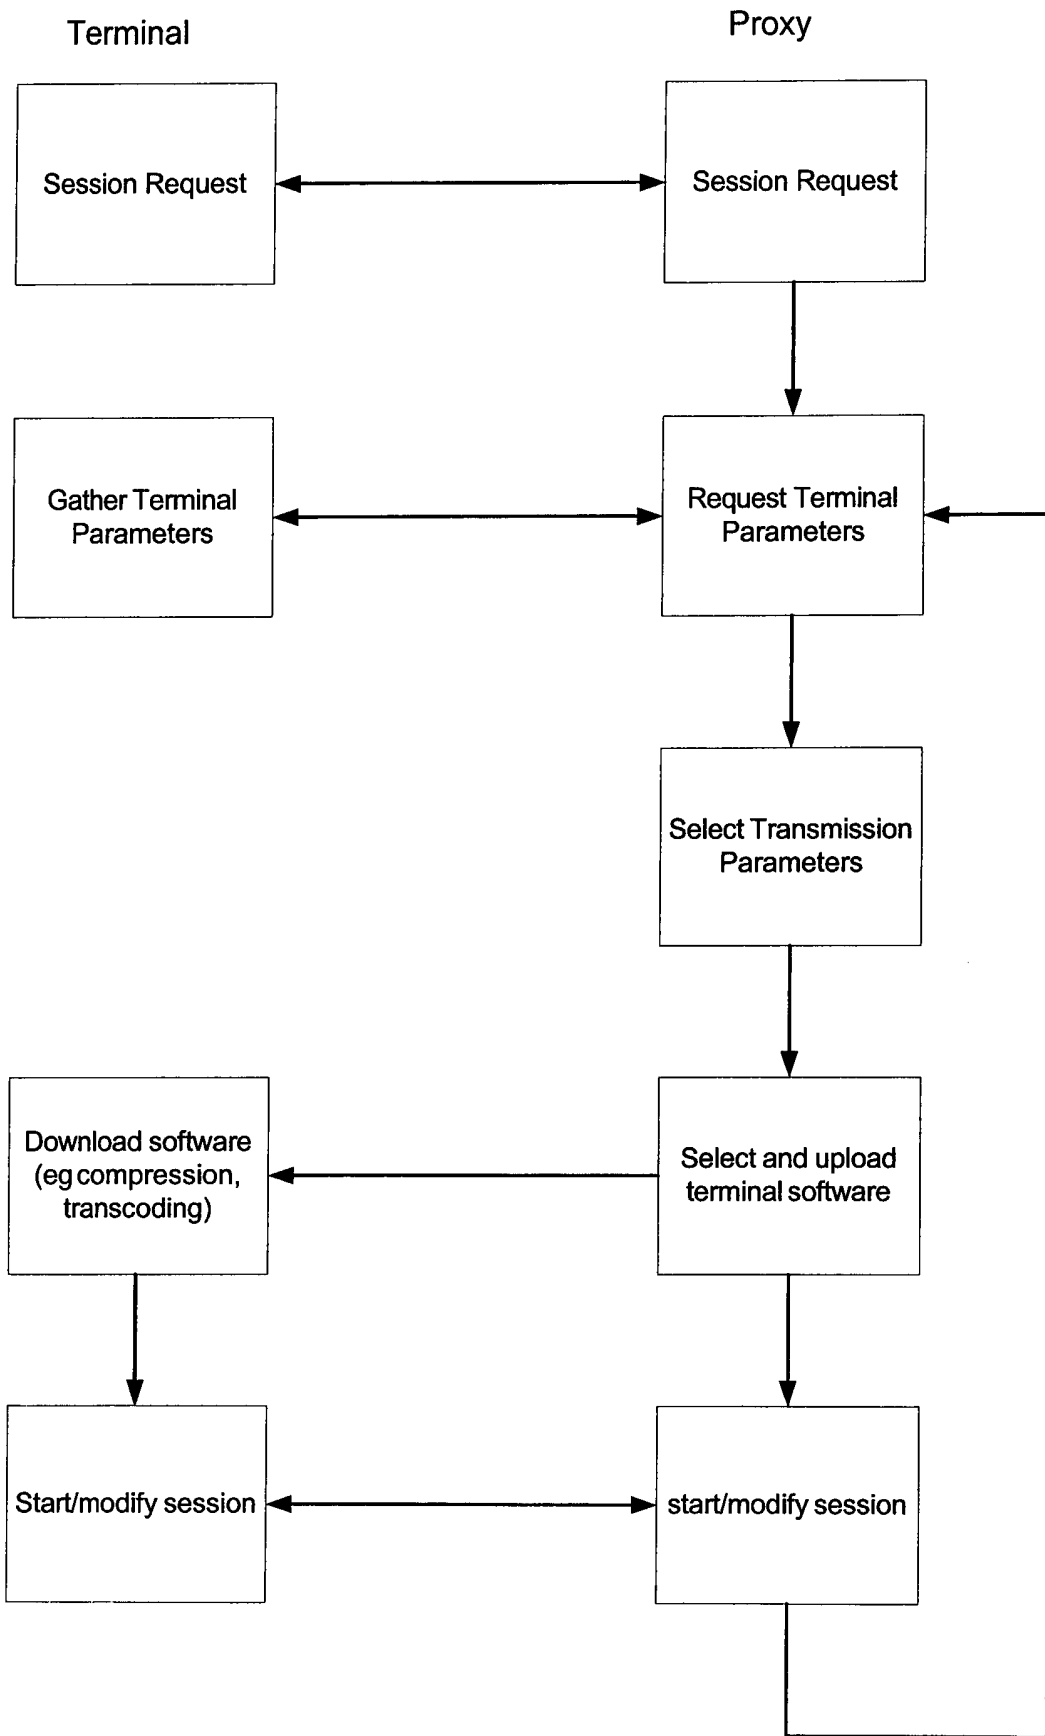 Terminal
Proxy
Session Request
Session Request
Gather Terminal
Parameters
Request Terminal
Parameters
Select Transmission
Parameters
Download software
(eg compression,
transcoding)
Select and upload
terminal software
Start/modify session
start/modify session